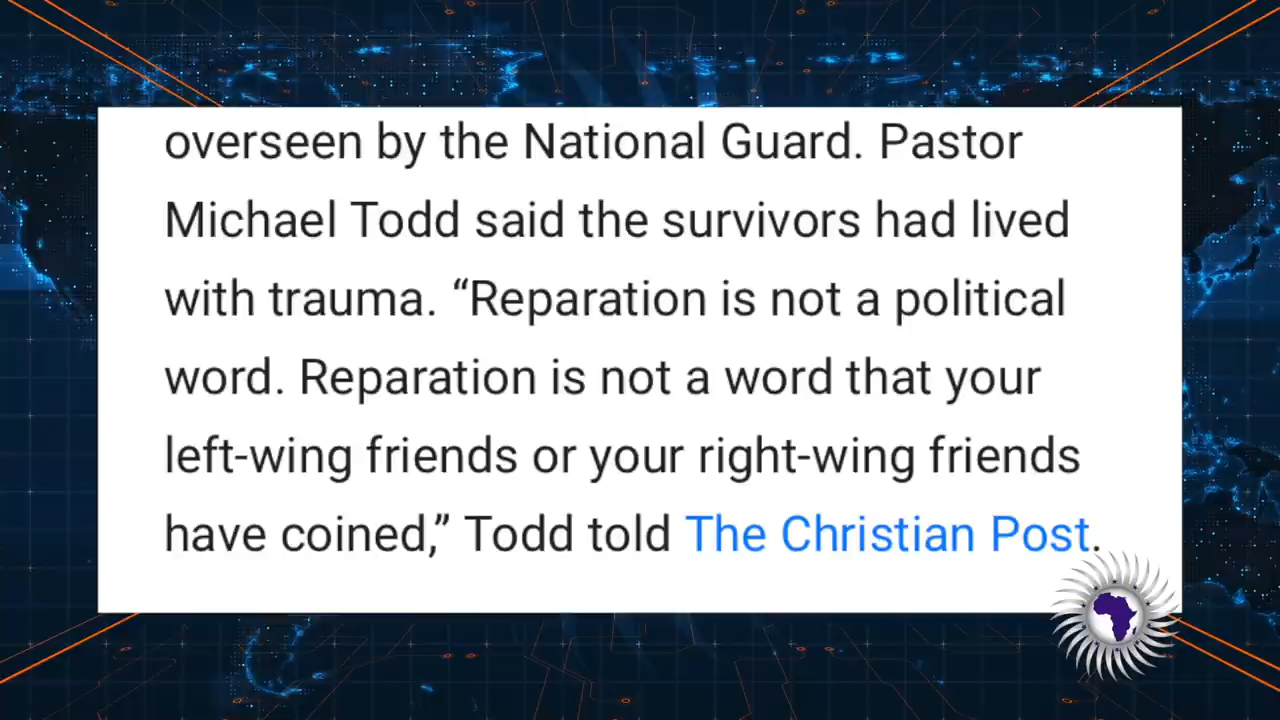 overseen by the National Guard. Pastor
Michael Todd said the survivors had lived
with trauma. “Reparation is not a political
word. Reparation is not a word that your
left-wing friends or your right-wing friends
have coined,” Todd told The Christian Post.